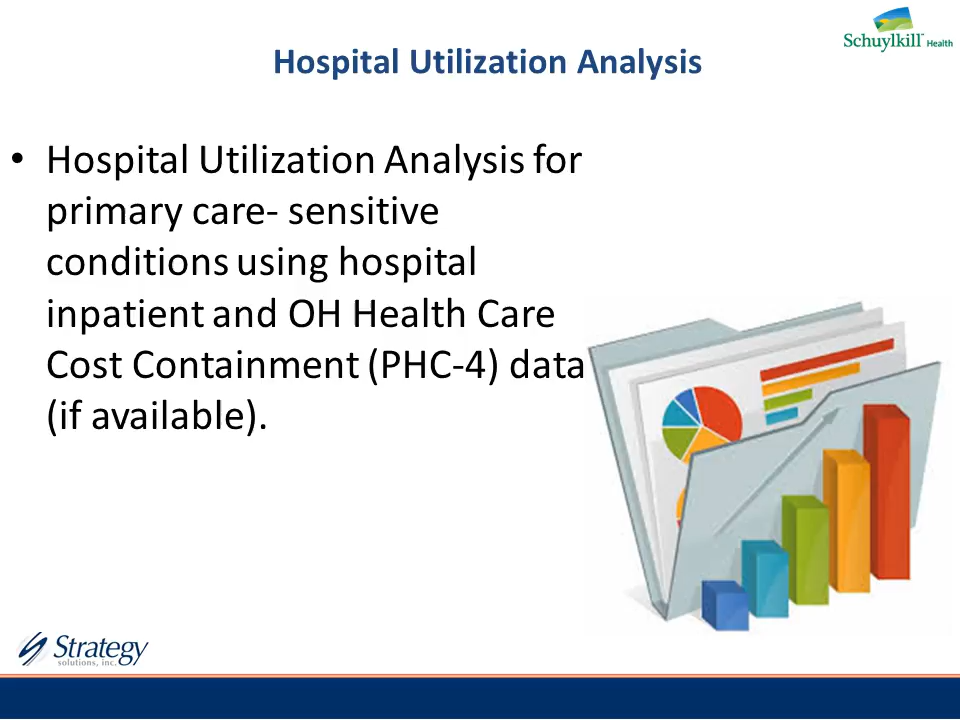 Schuylkill Health
Hospital Utilization Analysis
• Hospital Utilization Analysis for
primary care- sensitive
conditions using hospital
inpatient and OH Health Care
Cost Containment (PHC-4) data
(if available).
Strategy
solutions, inc.